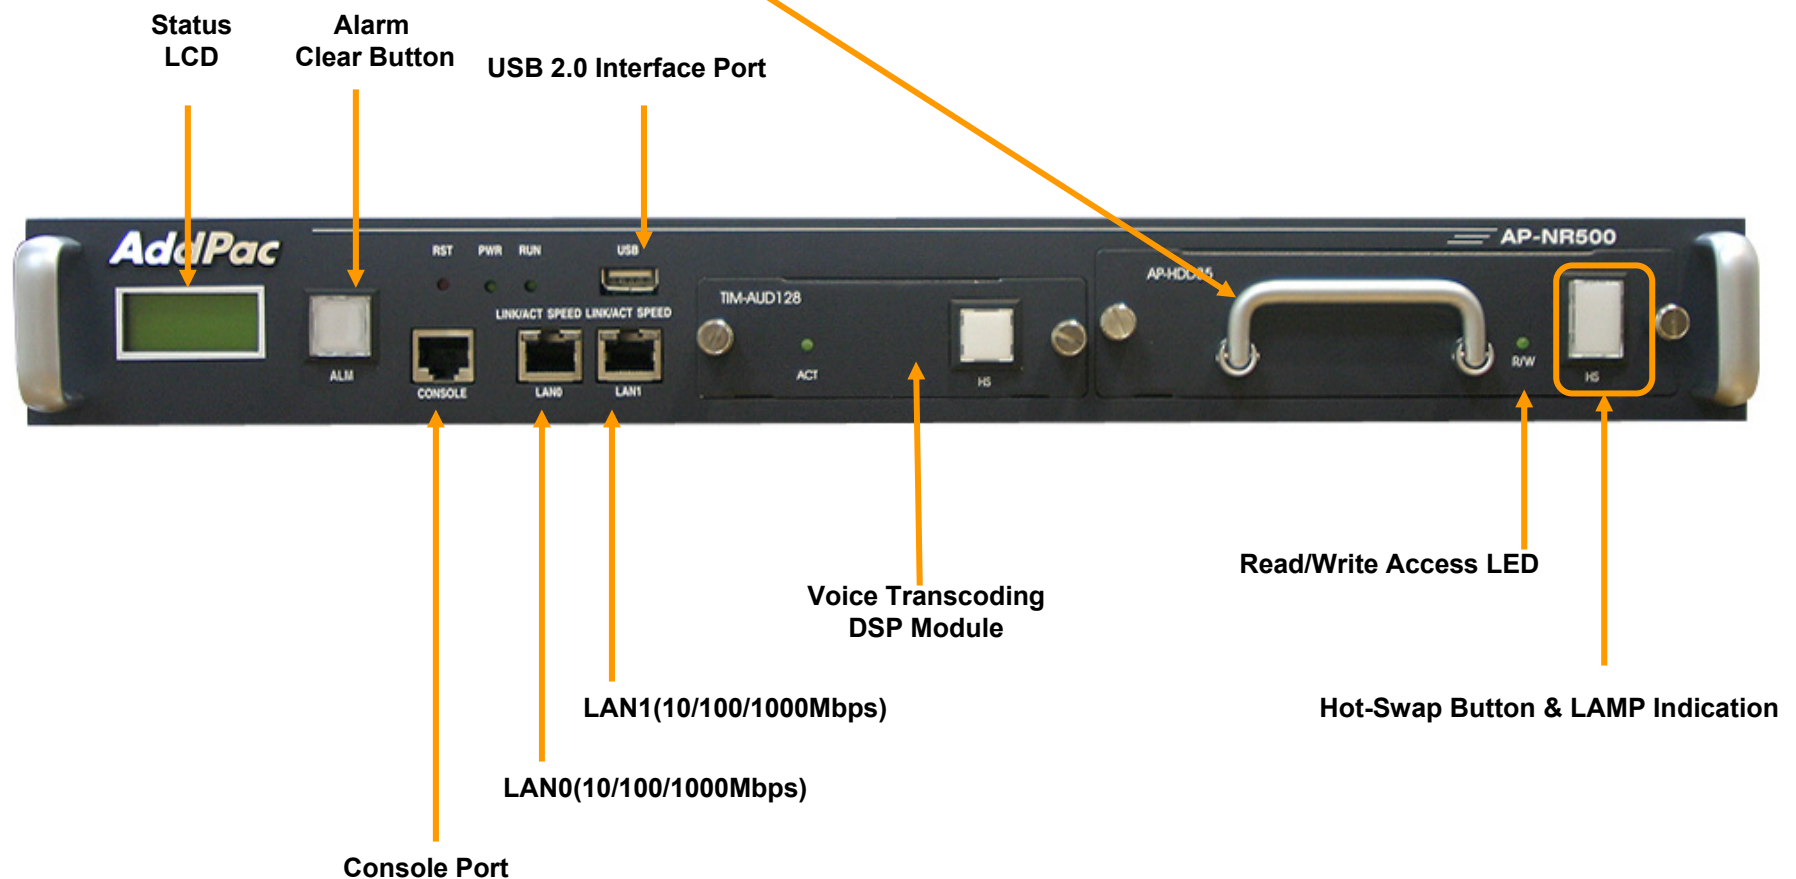 Status
LCD
Alarm
Clear Button
USB 2.0 Interface Port
AddPac
RST PWR RUN USB
AP-NR500
AP-HDD35
TIM-AUD128
LINK/ACT SPEED LINK/ACT SPEED
ALM
CONSOLE LAN0 LAN1
ACT
HS
R/W
HS
Read/Write Access LED
Voice Transcoding
DSP Module
LAN1(10/100/1000Mbps)
Hot-Swap Button & LAMP Indication
LAN0(10/100/1000Mbps)
Console Port